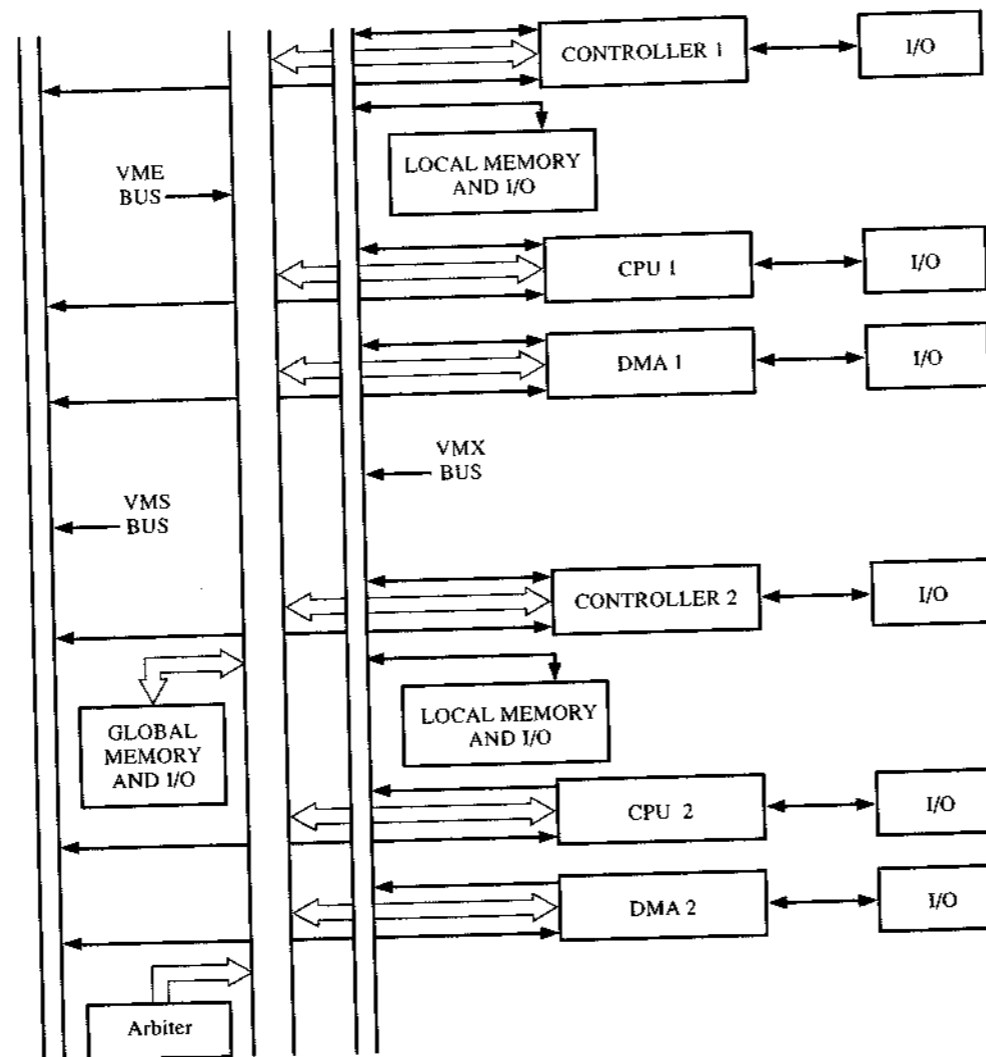 CONTROLLER 1
I/O
LOCAL MEMORY
AND I/O
VME
BUS
CPU 1
I/O
DMA 1
I/O
VMX
BUS
VMS
BUS
CONTROLLER 2
I/O
LOCAL MEMORY
AND I/O
GLOBAL
MEMORY
AND I/O
CPU 2
I/O
DMA 2
I/O
Arbiter